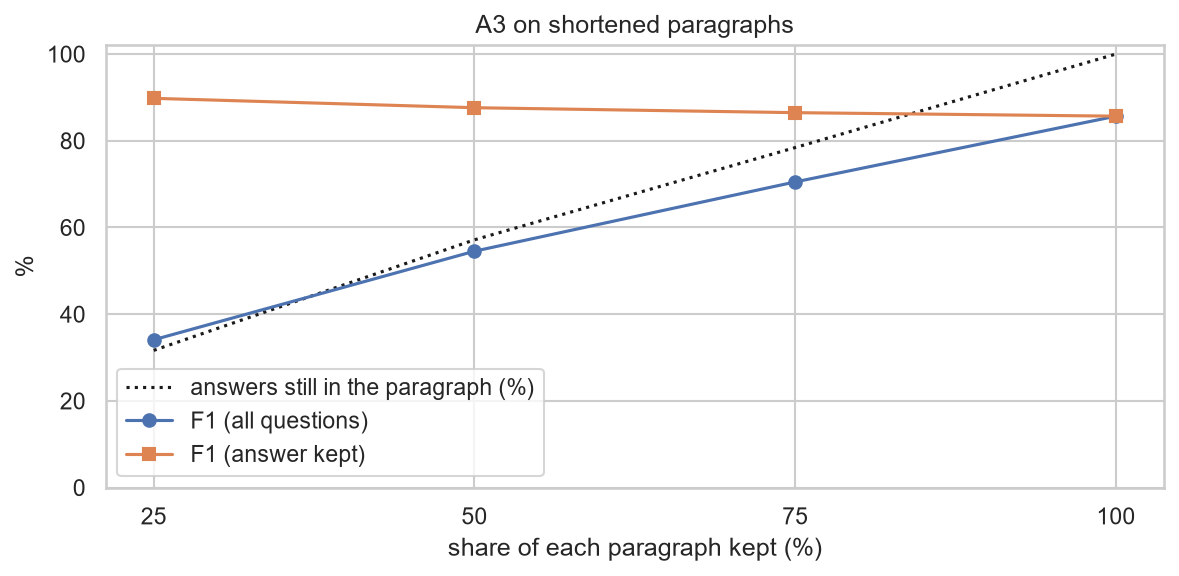 A3 on shortened paragraphs
100
80
60
40
20
0
%
answers still in the paragraph (%)
F1 (all questions)
F1 (answer kept)
25 50 75 100
share of each paragraph kept (%)